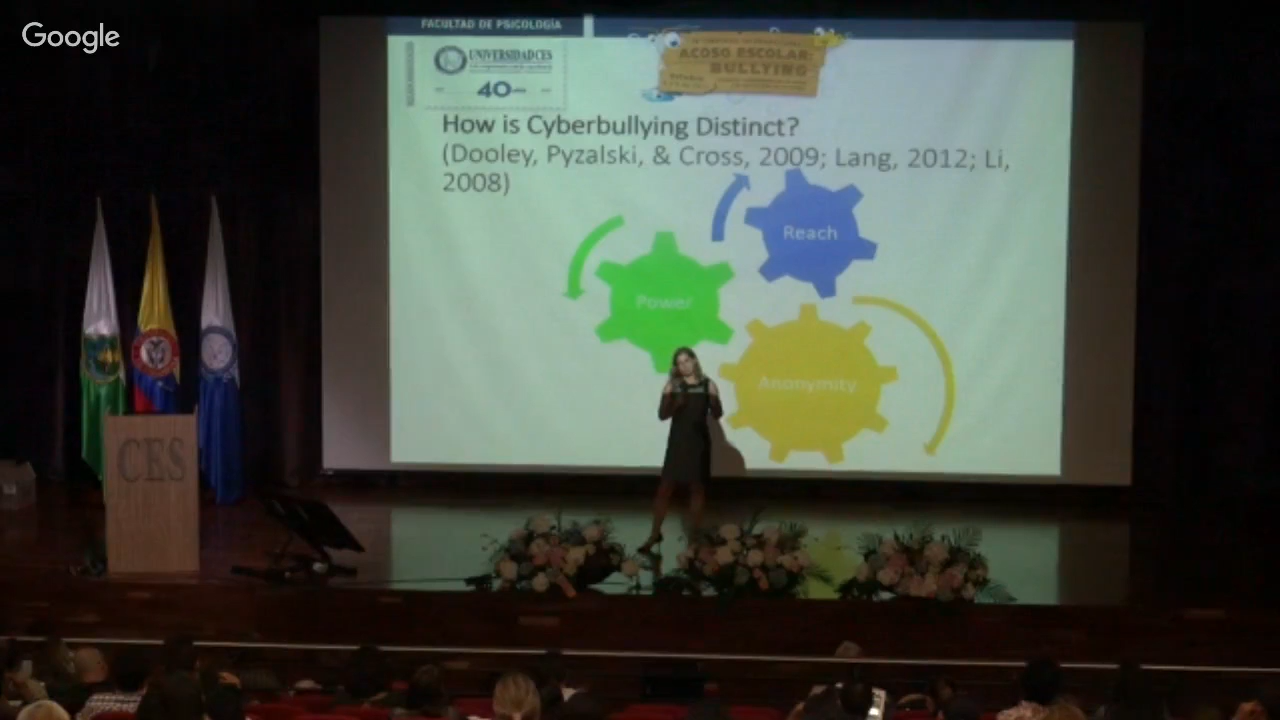 Google
FACULTAD DE PSICOLOGÍA
UNIVERSIDAD CES
40
ACOSO ESCOLAR:
BULLYING
How is Cyberbullying Distinct?
(Dooley, Pyzalski, & Cross, 2009; Lang, 2012; Li,
2008)
Reach
Power
Anonymity
CES